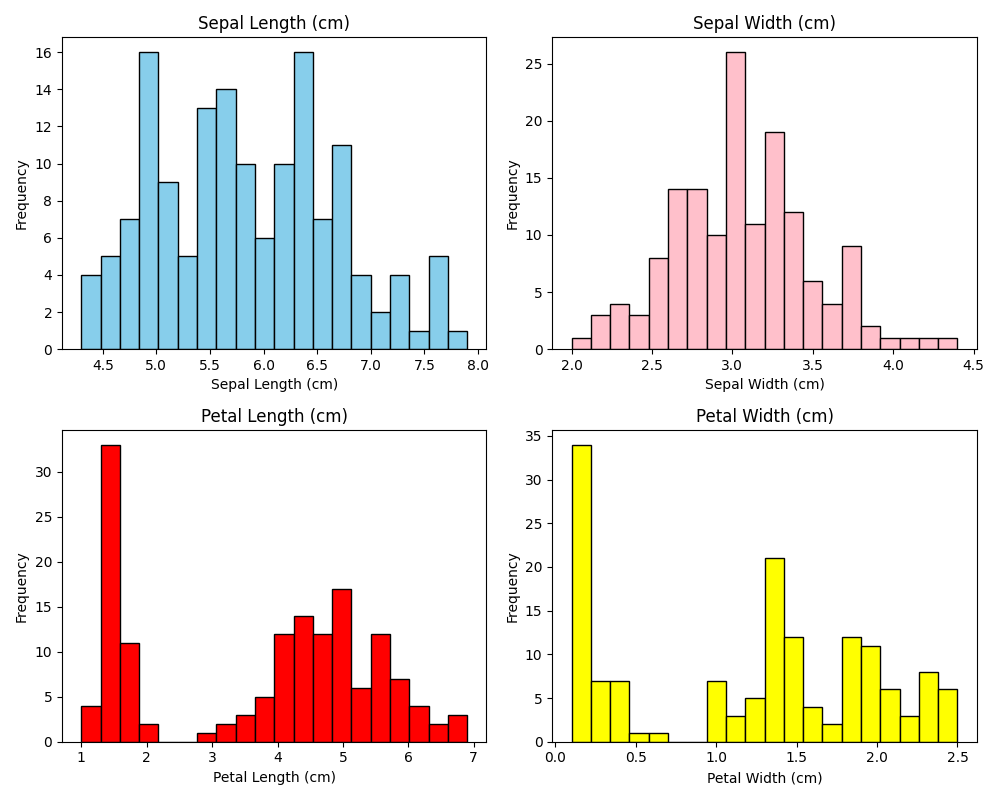 Sepal Length (cm)
Frequency
16
14
12
10
8
6
4
2
0
4.5 5.0 5.5 6.0 6.5 7.0 7.5 8.0
Sepal Length (cm)
Sepal Width (cm)
Frequency
25
20
15
10
5
0
2.0 2.5 3.0 3.5 4.0 4.5
Sepal Width (cm)
Petal Length (cm)
Frequency
30
25
20
15
10
5
0
1 2 3 4 5 6 7
Petal Length (cm)
Petal Width (cm)
Frequency
35
30
25
20
15
10
5
0
0.0 0.5 1.0 1.5 2.0 2.5
Petal Width (cm)